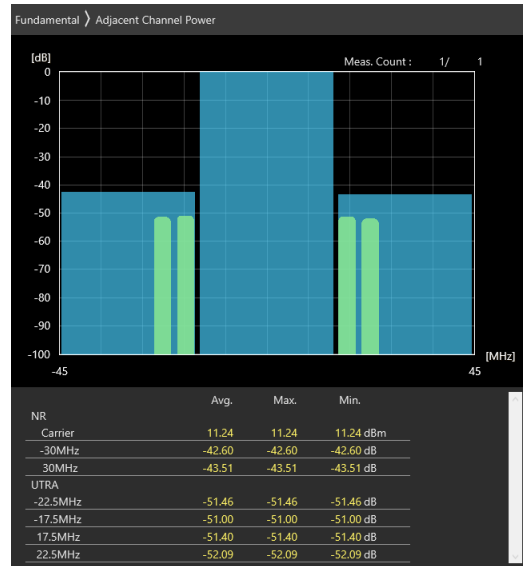 Fundamental 〉 Adjacent Channel Power
[dB]
Meas. Count : 1/ 1
0
-10
-20
-30
-40
-50
-60
-70
-80
-90
-100
[MHz]
-45 45
Avg. Max. Min.
NR
Carrier 11.24 11.24 11.24 dBm
-30MHz -42.60 -42.60 -42.60 dB
30MHz -43.51 -43.51 -43.51 dB
UTRA
-22.5MHz -51.46 -51.46 -51.46 dB
-17.5MHz -51.00 -51.00 -51.00 dB
17.5MHz -51.40 -51.40 -51.40 dB
22.5MHz -52.09 -52.09 -52.09 dB